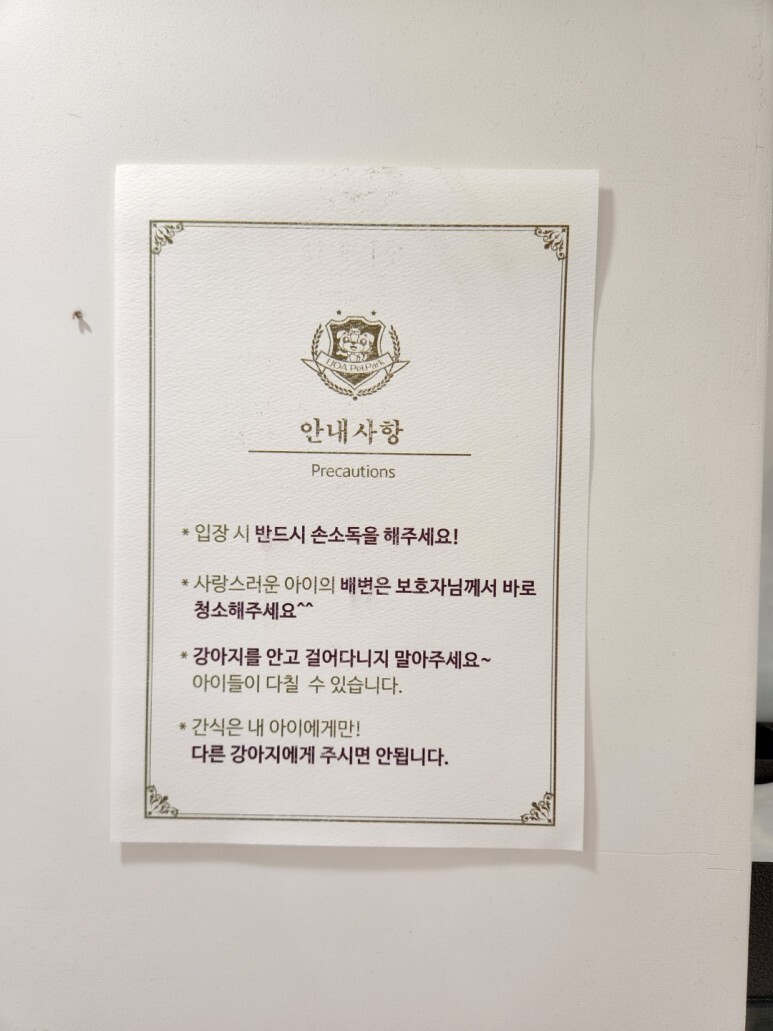 UOA Pet Park
안내사항
Precautions
* 입장 시 반드시 손소독을 해주세요!
* 사랑스러운 아이의 배변은 보호자님께서 바로
청소해주세요^^
* 강아지를 안고 걸어다니지 말아주세요~
아이들이 다칠 수 있습니다.
* 간식은 내 아이에게만!
다른 강아지에게 주시면 안됩니다.